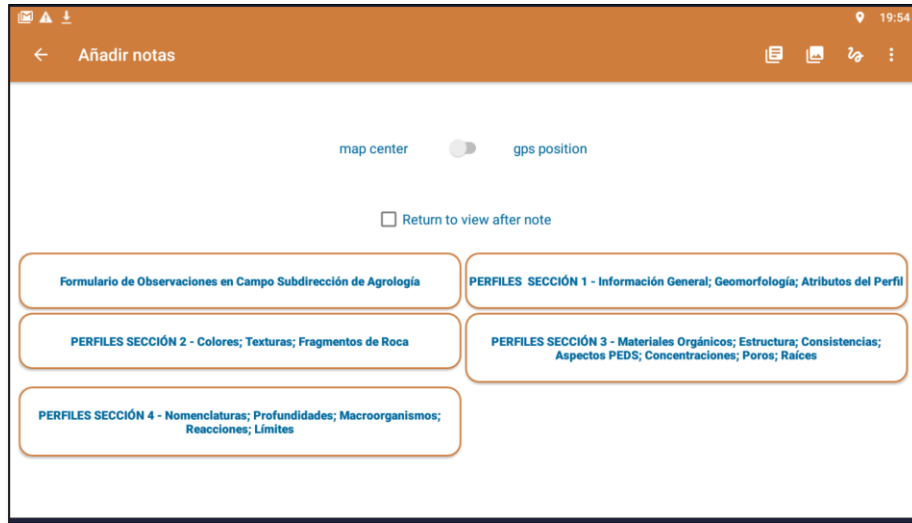 19:54
Añadir notas
map center
gps position
Return to view after note
Formulario de Observaciones en Campo Subdirección de Agrología
PERFILES SECCIÓN 1 - Información General; Geomorfología; Atributos del Perfil
PERFILES SECCIÓN 2 - Colores; Texturas; Fragmentos de Roca
PERFILES SECCIÓN 3 - Materiales Orgánicos; Estructura; Consistencias;
Aspectos PEDS; Concentraciones; Poros; Raíces
PERFILES SECCIÓN 4 - Nomenclaturas; Profundidades; Macroorganismos;
Reacciones; Límites